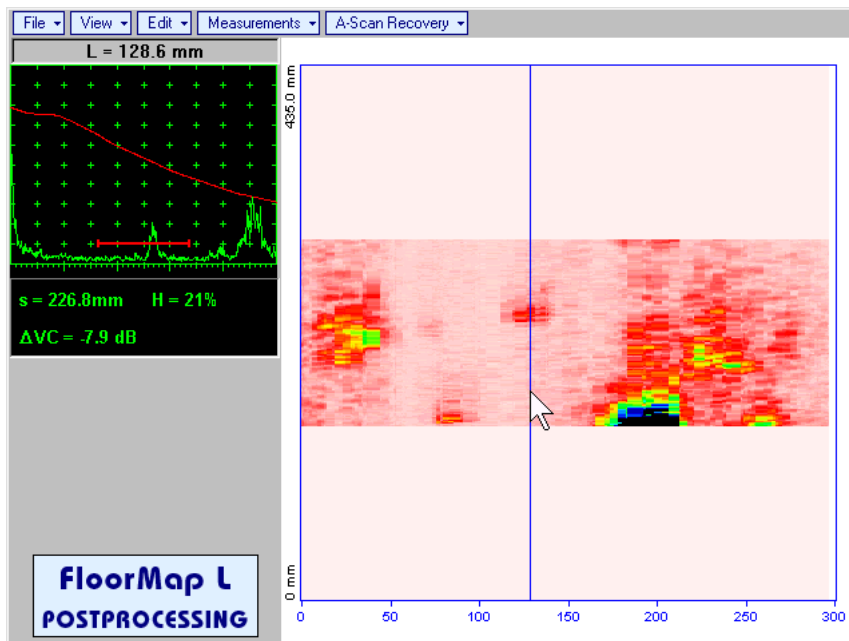 File View Edit Measurements A-Scan Recovery
L = 128.6 mm
s = 226.8mm H = 21%
ΔVC = -7.9 dB
FloorMap L
POSTPROCESSING
435.0 mm
0 mm
0 50 100 150 200 250 300